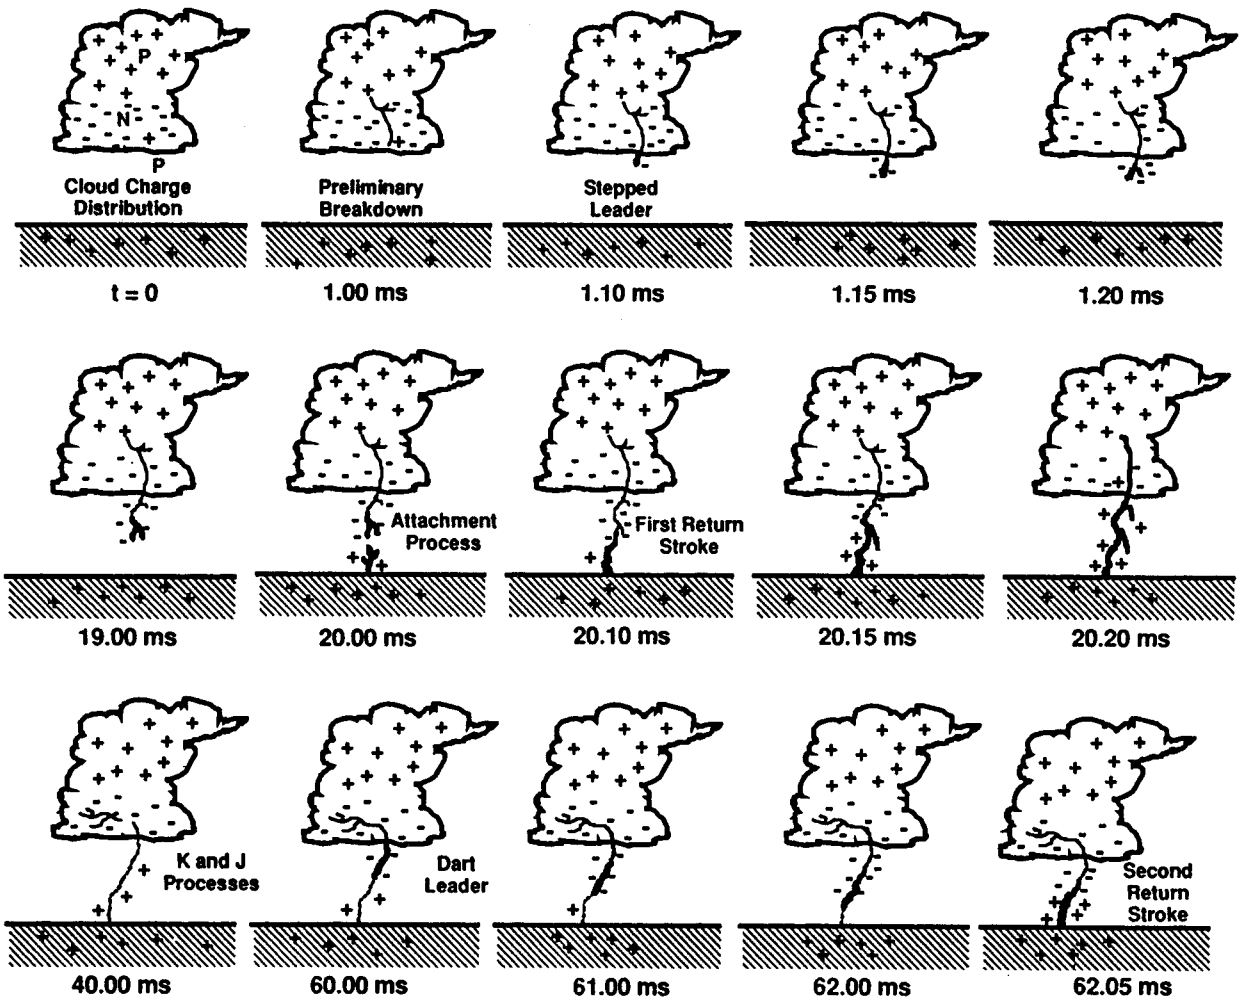 P
N
P
Cloud Charge
Distribution
Preliminary
Breakdown
Stepped
Leader
t = 0
1.00 ms
1.10 ms
1.15 ms
1.20 ms
Attachment
Process
First Return
Stroke
19.00 ms
20.00 ms
20.10 ms
20.15 ms
20.20 ms
K and J
Processes
Dart
Leader
Second
Return
Stroke
40.00 ms
60.00 ms
61.00 ms
62.00 ms
62.05 ms